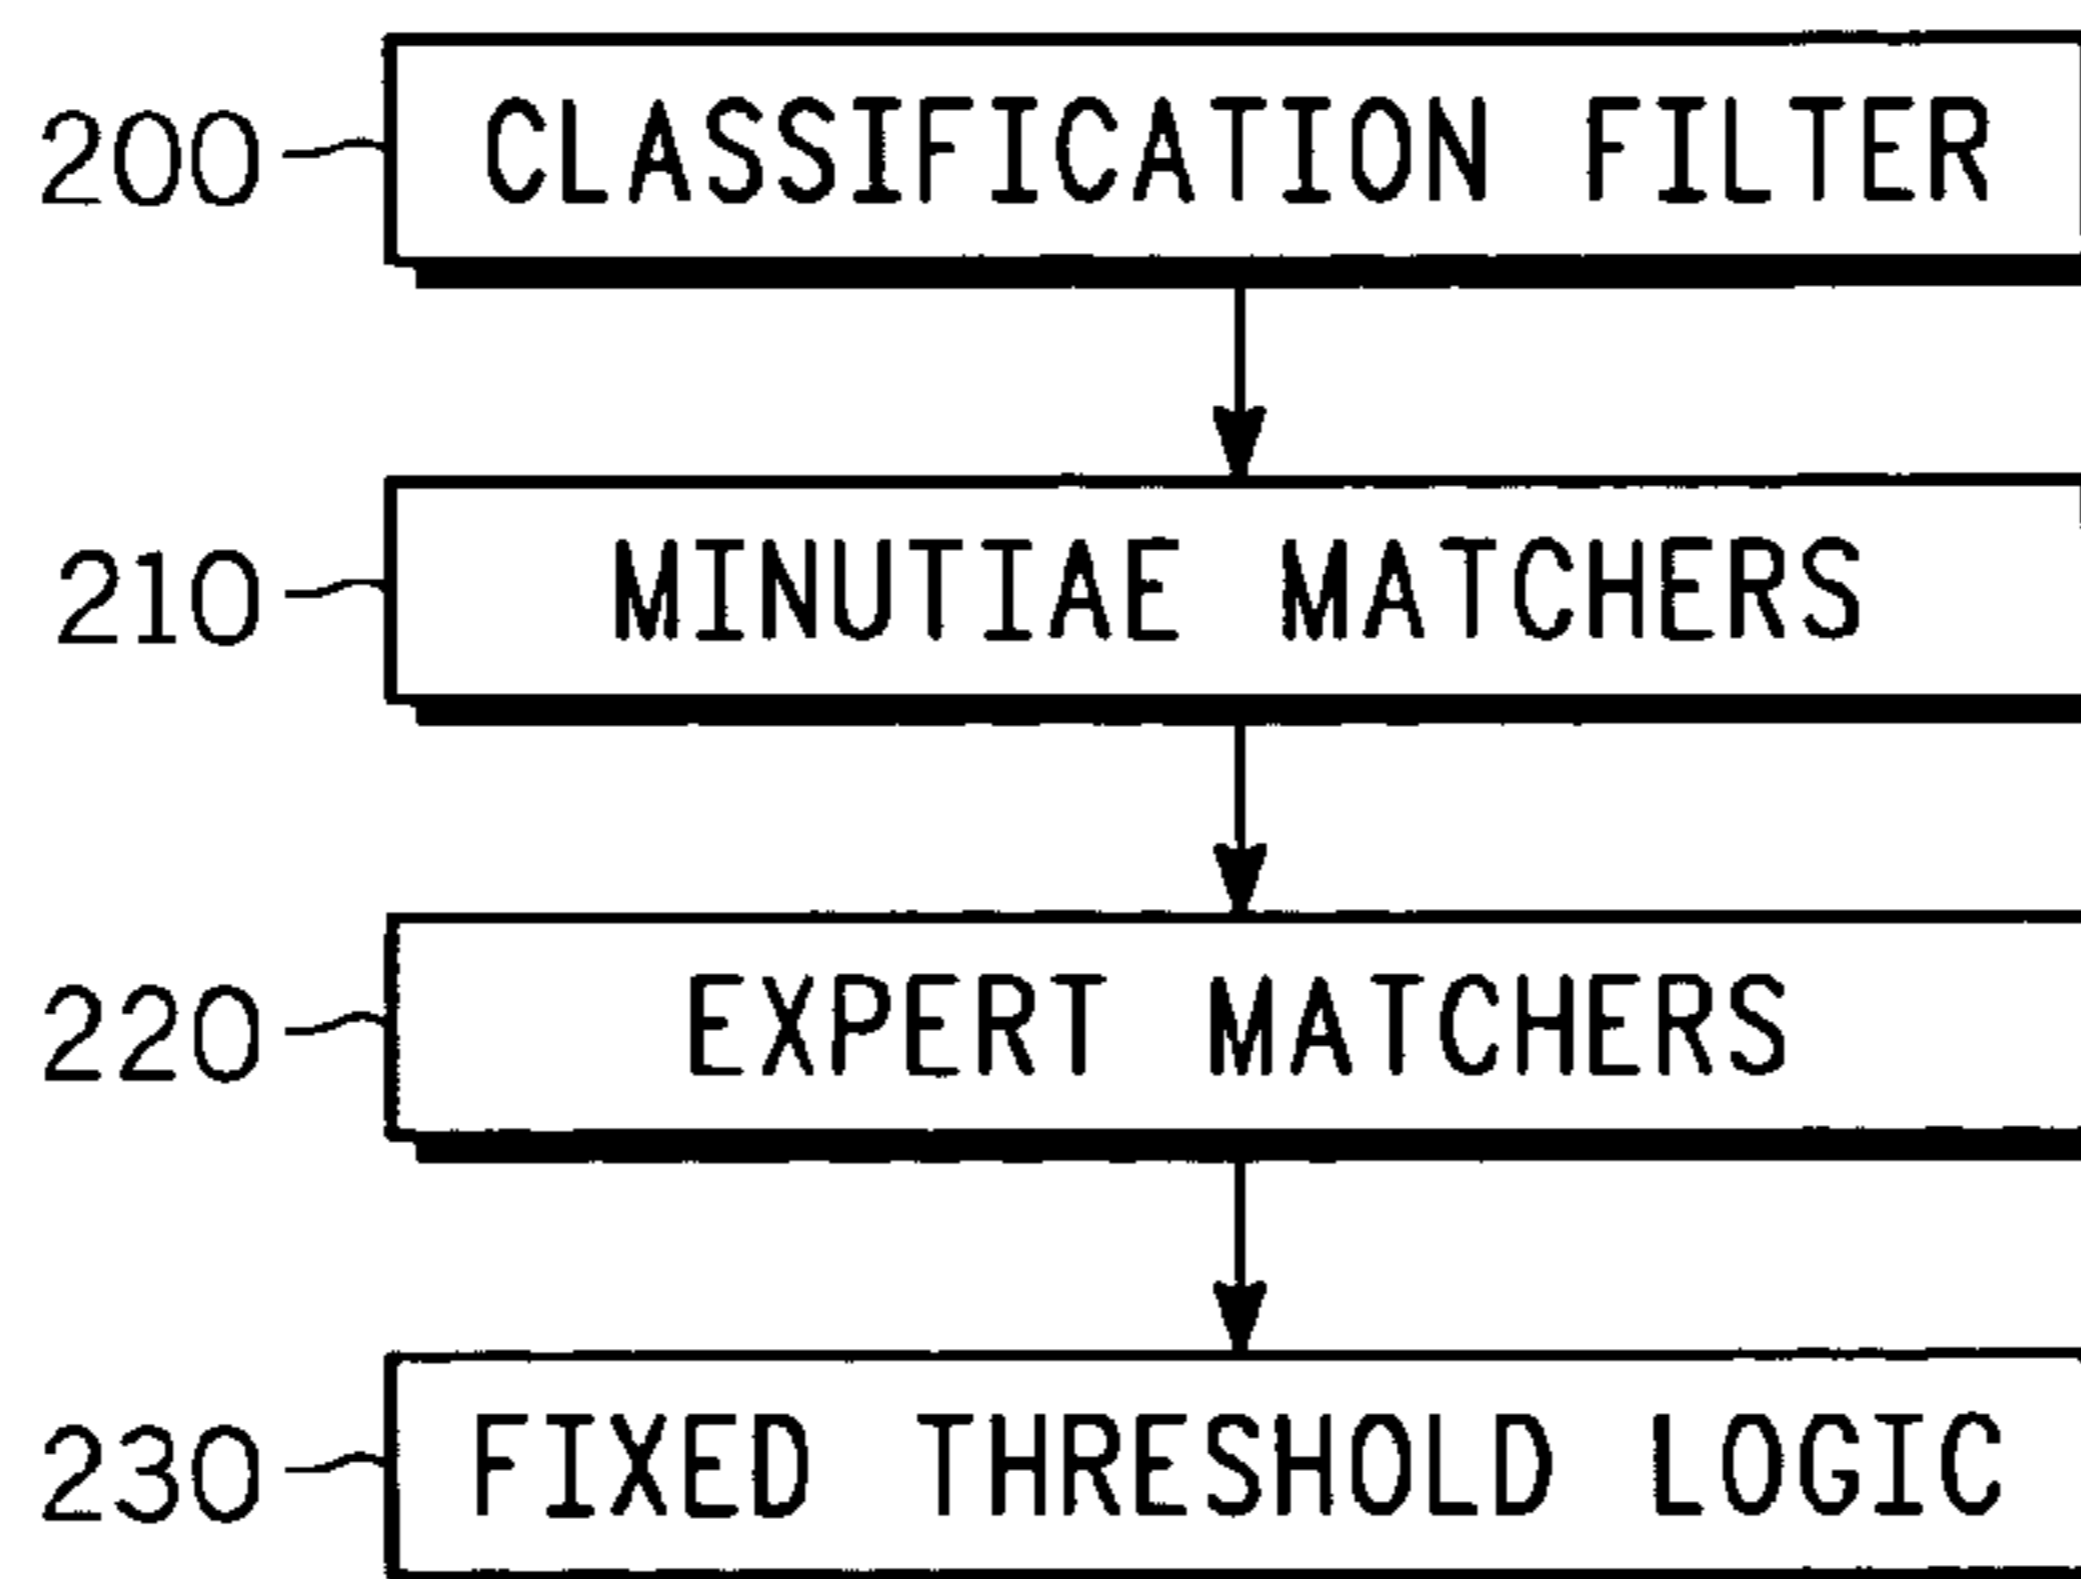 200 CLASSIFICATION FILTER
210 MINUTIAE MATCHERS
220 EXPERT MATCHERS
230 FIXED THRESHOLD LOGIC